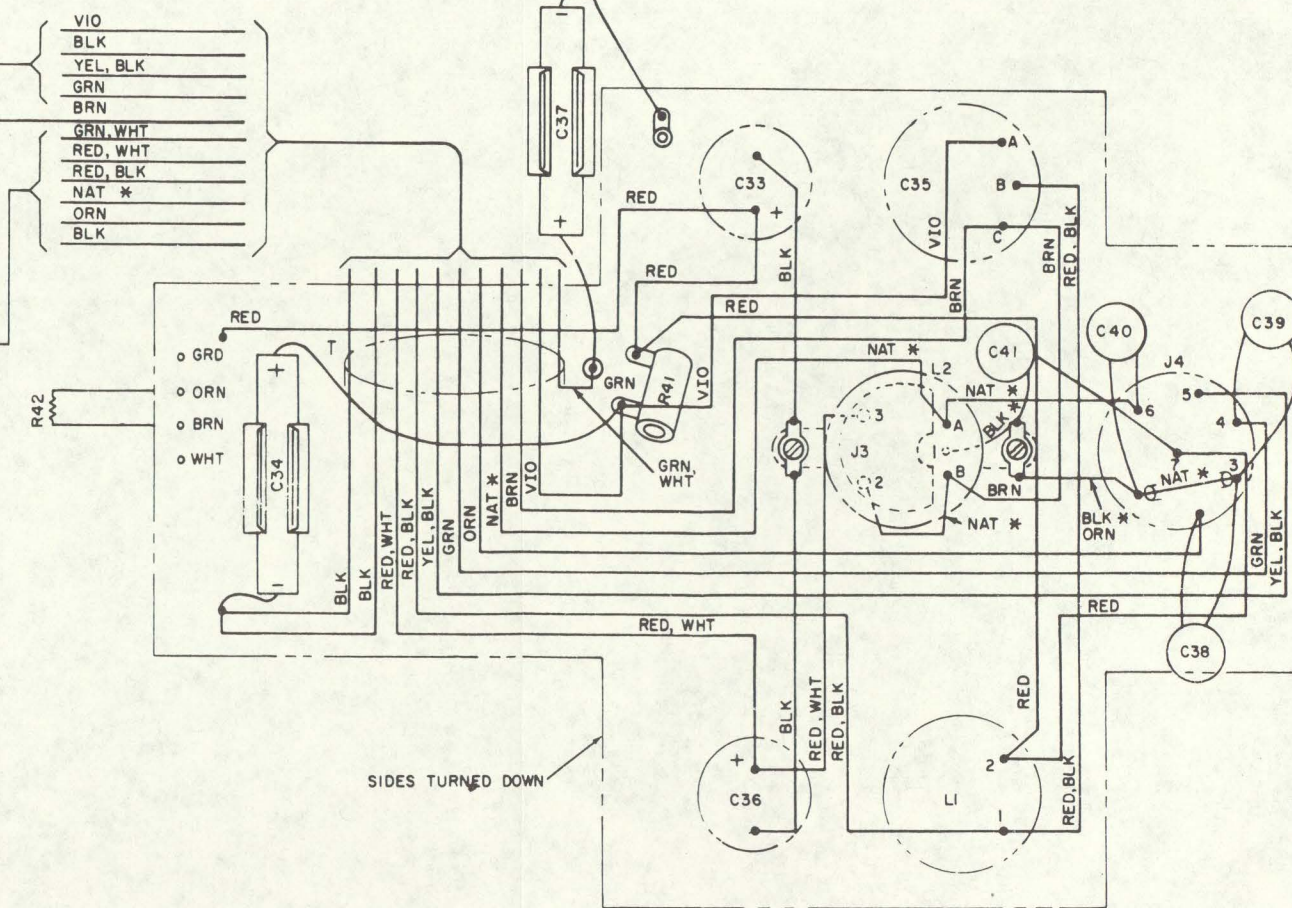 VIO
BLK
YEL, BLK
GRN
BRN
GRN, WHT
RED, WHT
RED, BLK
NAT *
ORN
BLK
-
C37
+
C33
+
C35
A
B
C
VIO
BRN
BRN
RED, BLK
RED
RED
BLK
RED
RED
T
GRD
ORN
BRN
WHT
R42
+
C34
-
GRN
R41
VIO
GRN,
WHT
NAT *
L2
C41
NAT *
BLK *
A
B
3
J3
2
BRN
NAT *
C40
C39
J4
5
6
4
7
3
NAT *
BLK *
ORN
GRN
YEL, BLK
BLK
BLK
RED, WHT
RED, BLK
YEL, BLK
GRN
ORN
NAT *
BRN
VIO
RED, WHT
RED
C38
BLK
RED, WHT
RED, BLK
RED
SIDES TURNED DOWN
+
C36
-
2
L1
1
RED, BLK